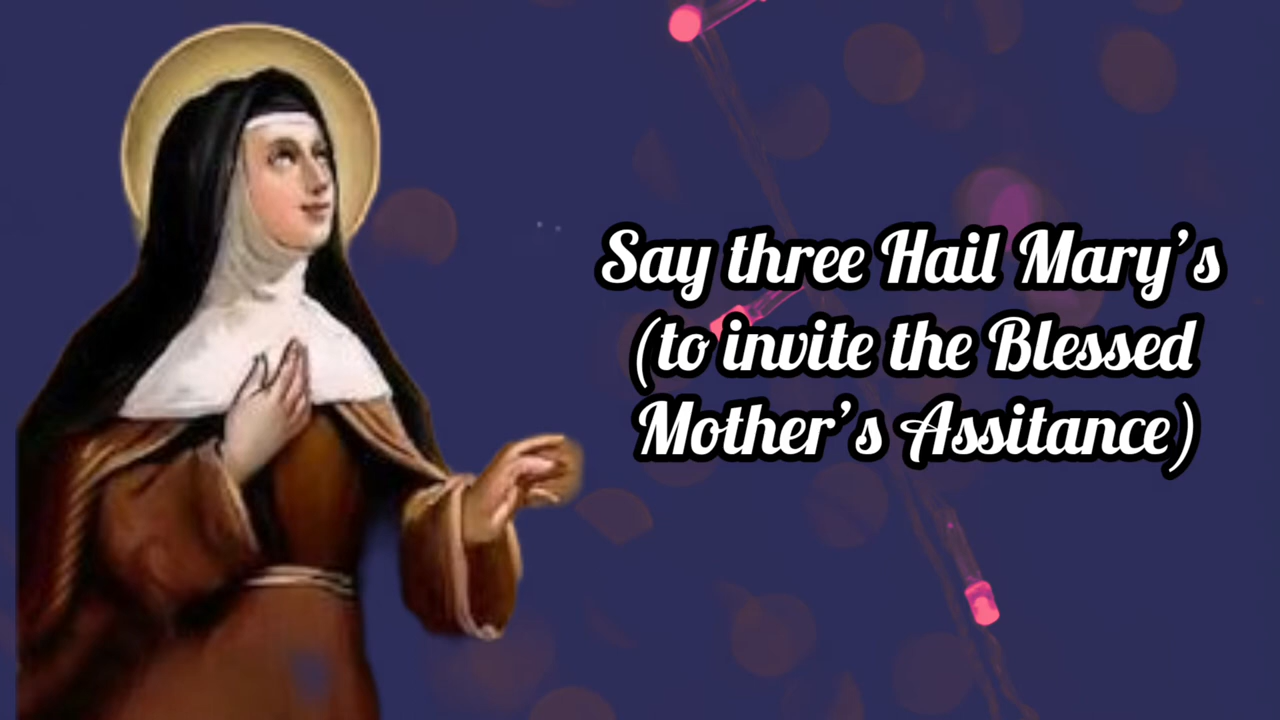 Say three Hail Mary’s
(to invite the Blessed
Mother’s Assitance)